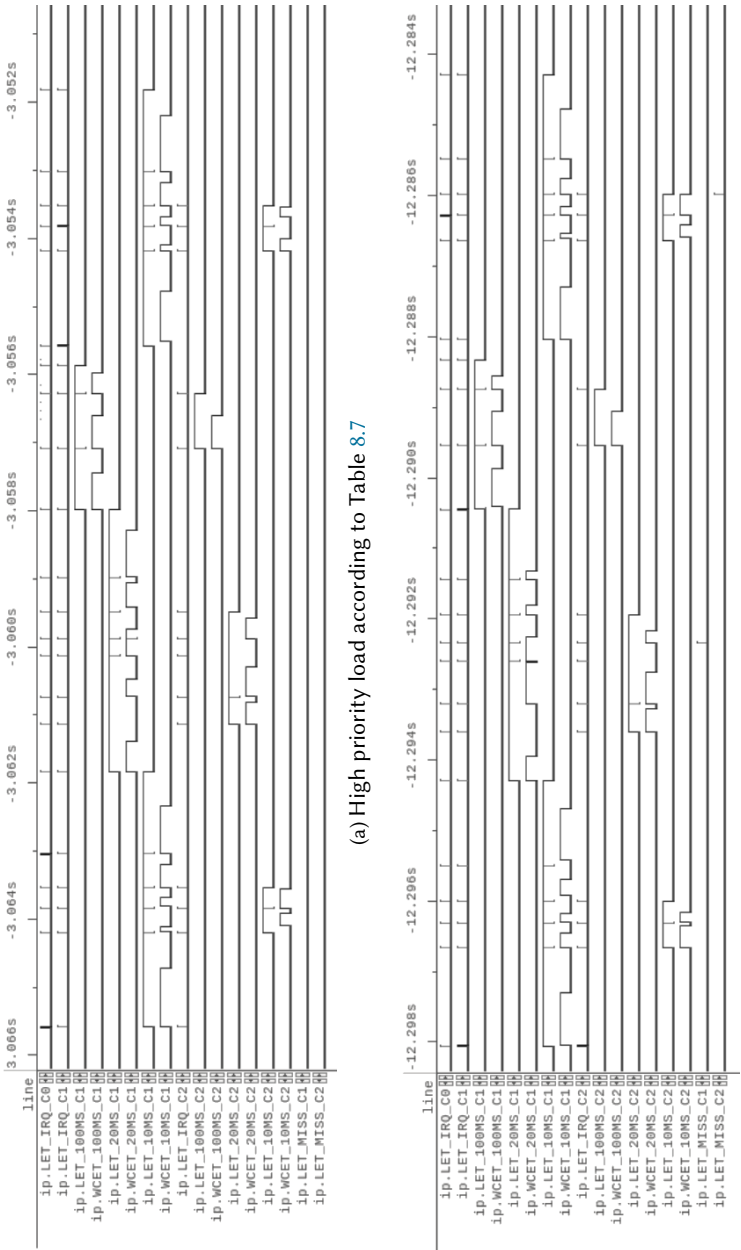 line 3.066s -3.064s -3.062s -3.060s -3.058s -3.056s -3.054s -3.052s
ip.LET_IRQ_C0
ip.LET_IRQ_C1
ip.LET_100MS_C1
ip.WCET_100MS_C1
ip.LET_20MS_C1
ip.WCET_20MS_C1
ip.LET_10MS_C1
ip.WCET_10MS_C1
ip.LET_IRQ_C2
ip.LET_100MS_C2
ip.WCET_100MS_C2
ip.LET_20MS_C2
ip.WCET_20MS_C2
ip.LET_10MS_C2
ip.WCET_10MS_C2
ip.LET_MISS_C1
ip.LET_MISS_C2
(a) High priority load according to Table 8.7
line -12.298s -12.296s -12.294s -12.292s -12.290s -12.288s -12.286s -12.284s
ip.LET_IRQ_C0
ip.LET_IRQ_C1
ip.LET_100MS_C1
ip.WCET_100MS_C1
ip.LET_20MS_C1
ip.WCET_20MS_C1
ip.LET_10MS_C1
ip.WCET_10MS_C1
ip.LET_IRQ_C2
ip.LET_100MS_C2
ip.WCET_100MS_C2
ip.LET_20MS_C2
ip.WCET_20MS_C2
ip.LET_10MS_C2
ip.WCET_10MS_C2
ip.LET_MISS_C1
ip.LET_MISS_C2